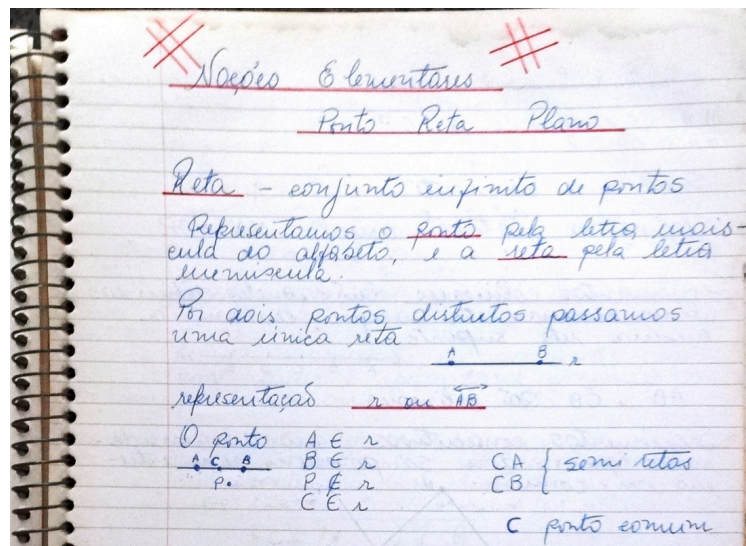 Noções Elementares
Ponto Reta Plano
Reta - conjunto infinito de pontos
Representamos o ponto pela letra mais-
cula do alfabeto, e a reta pela letra
menuscula.
Por dois pontos distintos passamos
uma única reta
A B r
representação r ou AB
O ponto A ∈ r
A C B B ∈ r CA { semi retas
P. P ∉ r CB
C ∈ r
C ponto comum